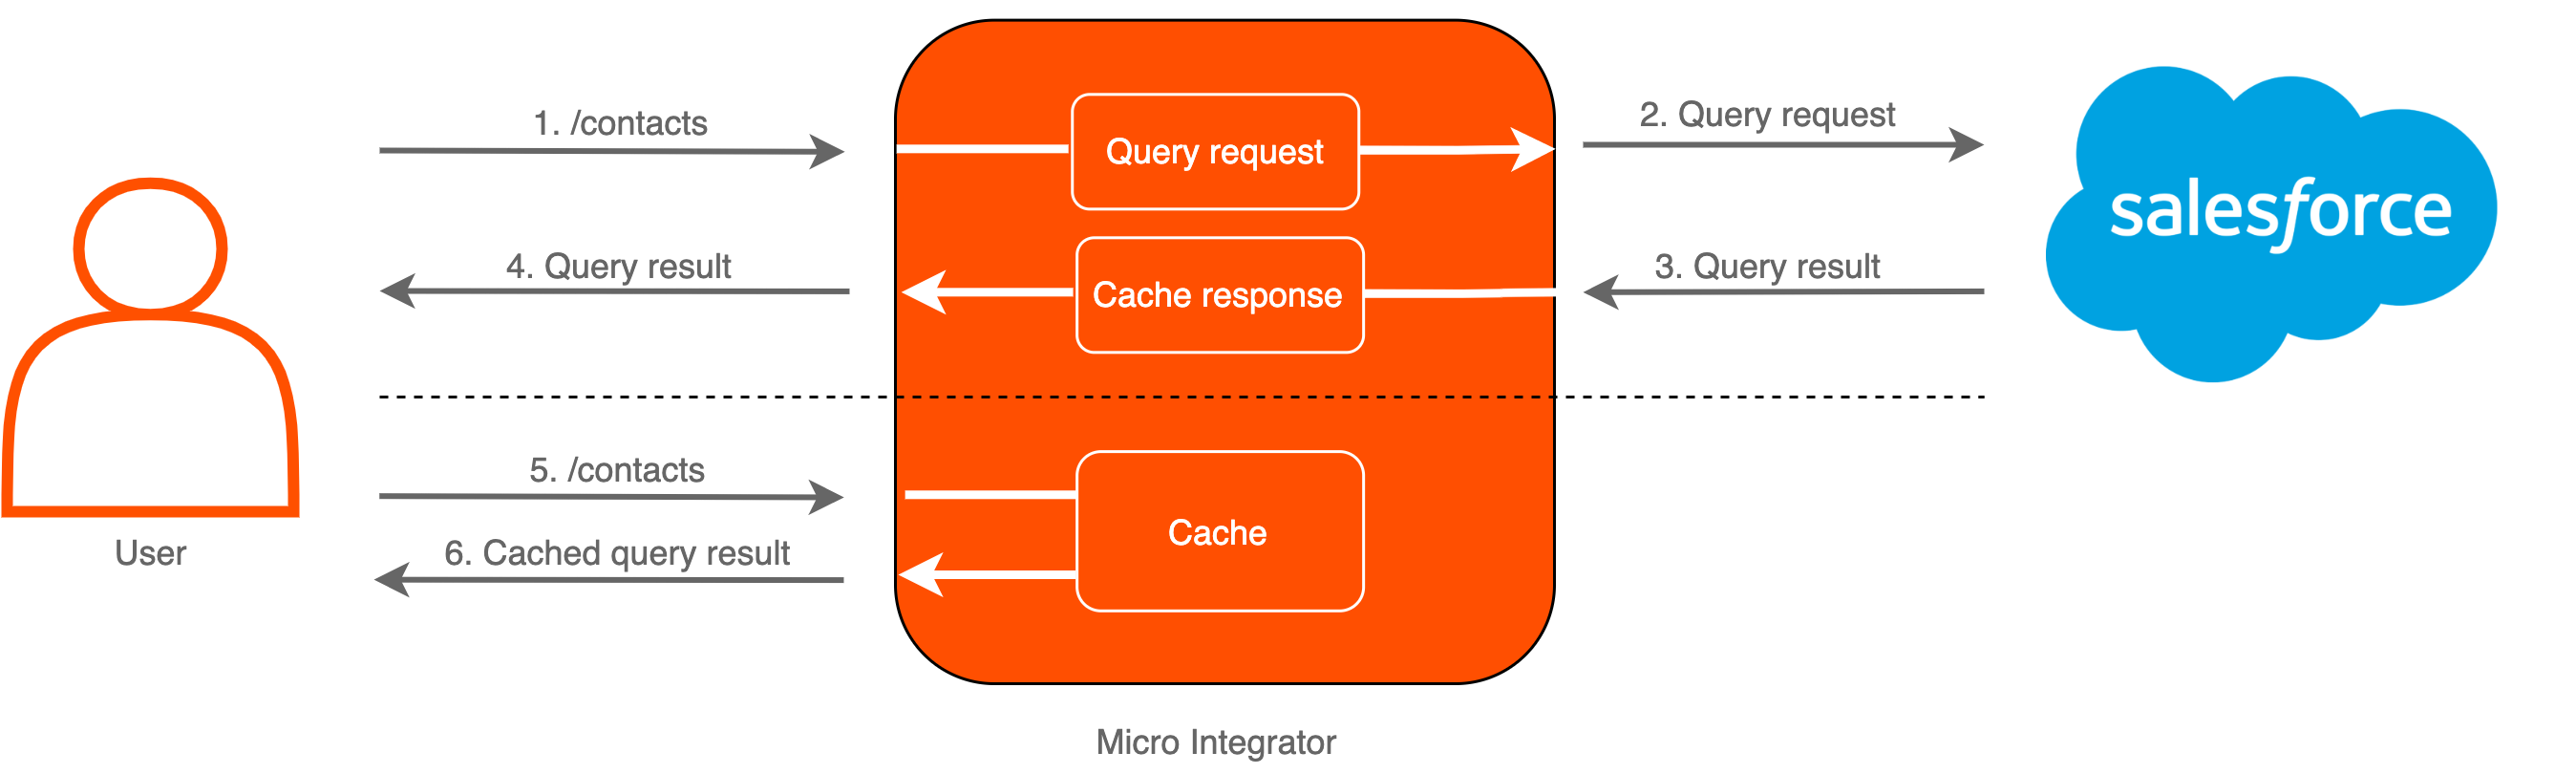 1. /contacts
Query request
2. Query request
salesforce
4. Query result
Cache response
3. Query result
5. /contacts
Cache
6. Cached query result
User
Micro Integrator